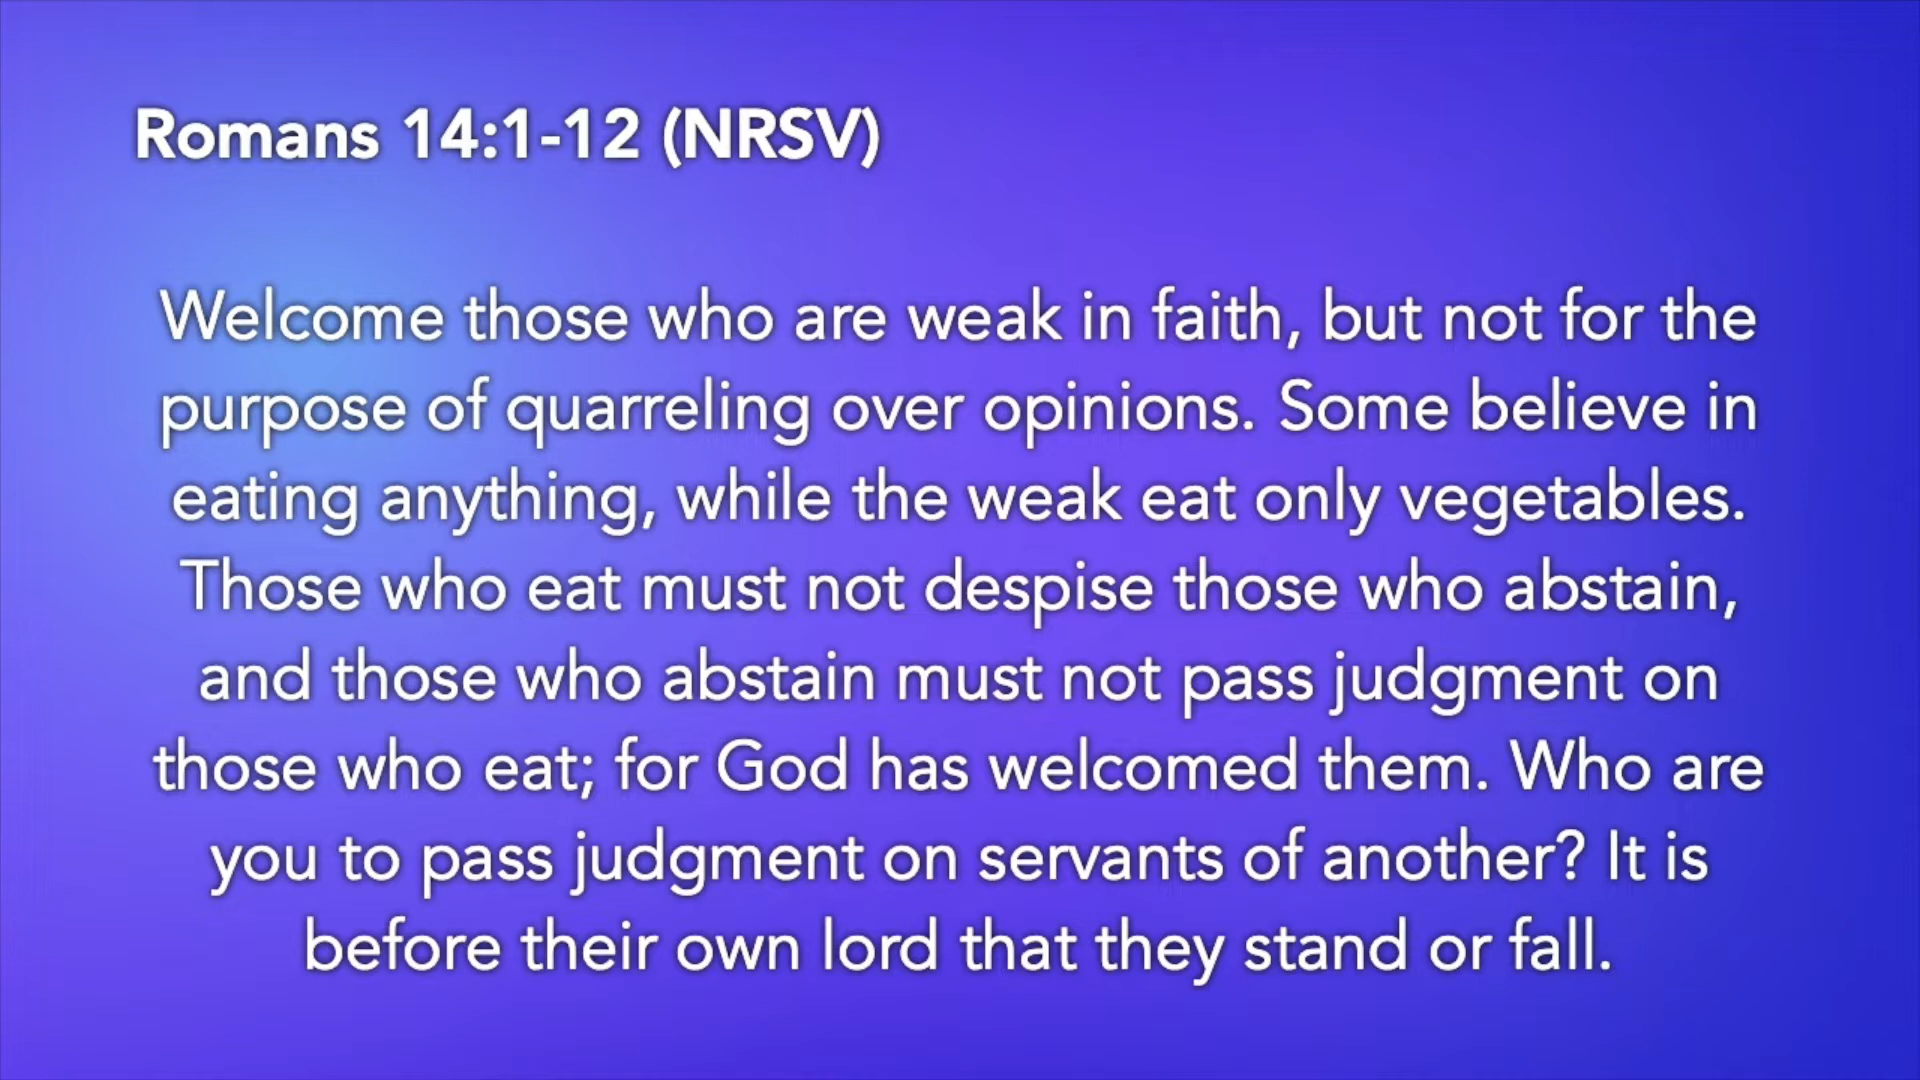 Romans 14:1-12 (NRSV)
Welcome those who are weak in faith, but not for the
purpose of quarreling over opinions. Some believe in
eating anything, while the weak eat only vegetables.
Those who eat must not despise those who abstain,
and those who abstain must not pass judgment on
those who eat; for God has welcomed them. Who are
you to pass judgment on servants of another? It is
before their own lord that they stand or fall.